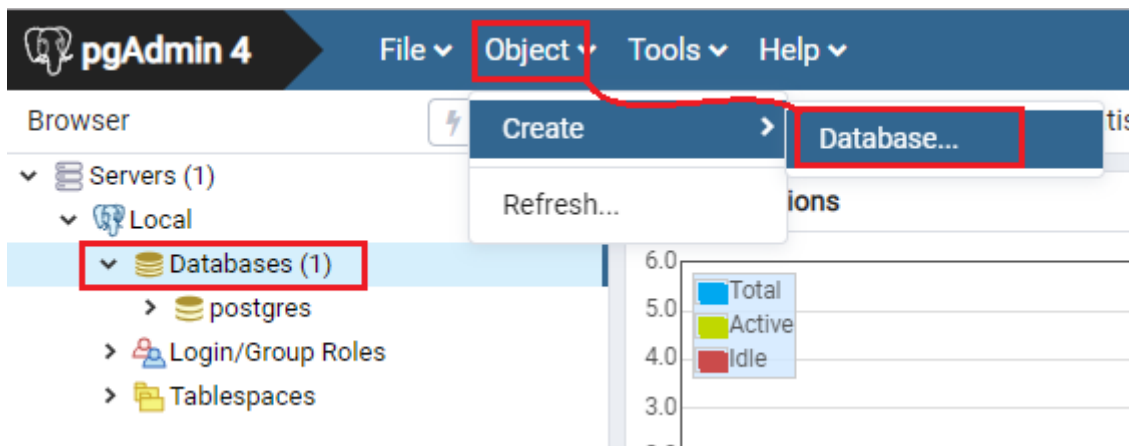 pgAdmin 4 File Object Tools Help
Browser
Create
Database...
tis
Servers (1)
Refresh...
ions
Local
Databases (1)
postgres
Login/Group Roles
Tablespaces
6.0
Total
5.0
Active
4.0
Idle
3.0